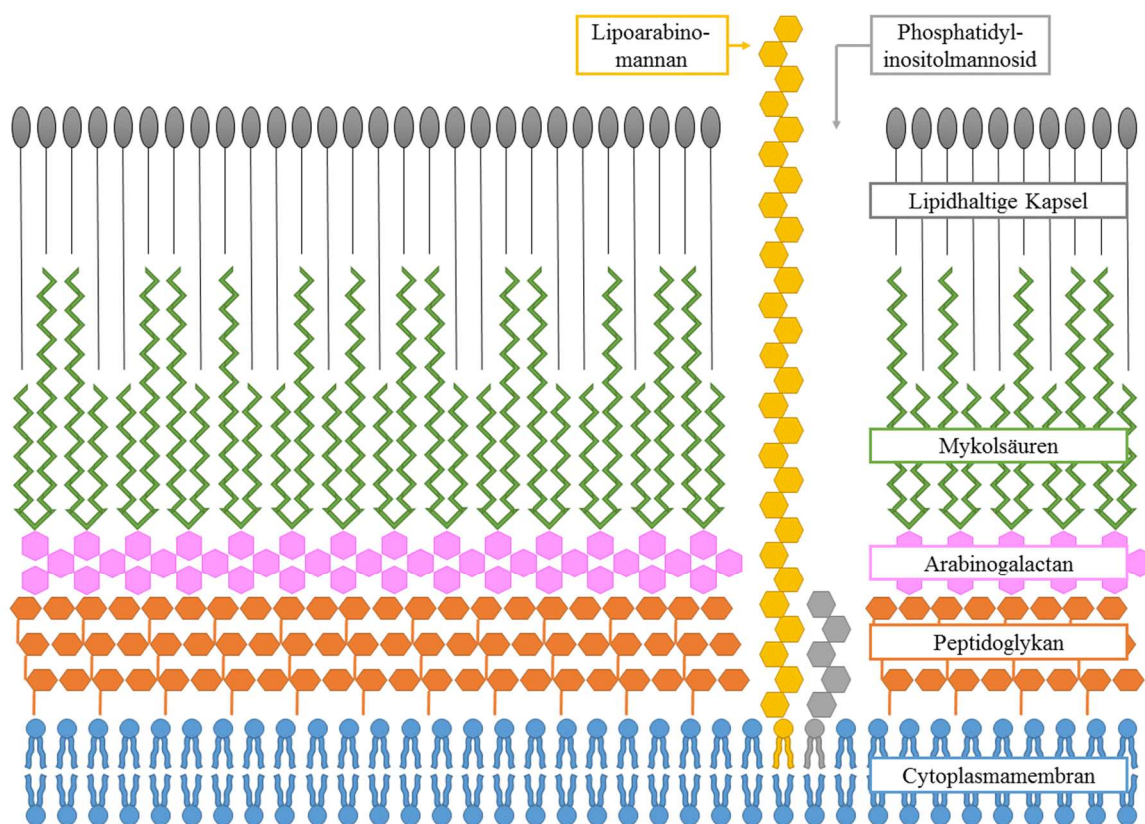 Lipoarabino-
mannan
Phosphatidyl-
inositolmannosid
Lipidhaltige Kapsel
Mykolsäuren
Arabinogalactan
Peptidoglykan
Cytoplasmamembran